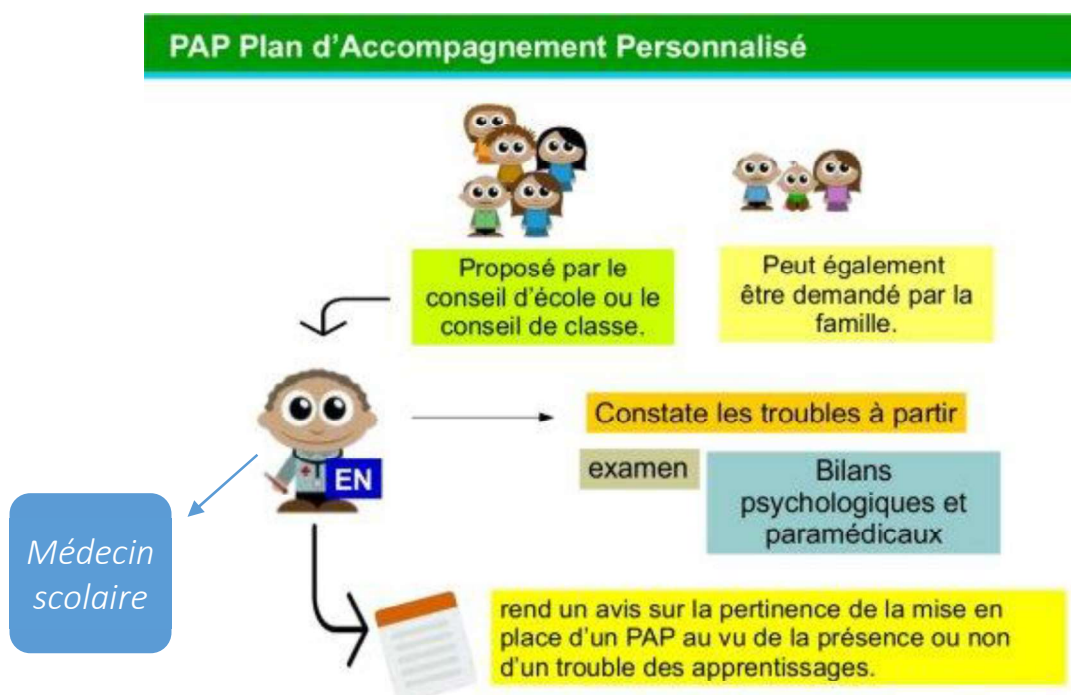 PAP Plan d'Accompagnement Personnalisé
Proposé par le
conseil d'école ou le
conseil de classe.
Peut également
être demandé par la
famille.
Constate les troubles à partir
EN
examen
Bilans
psychologiques et
paramédicaux
Médecin
scolaire
rend un avis sur la pertinence de la mise en
place d'un PAP au vu de la présence ou non
d'un trouble des apprentissages.